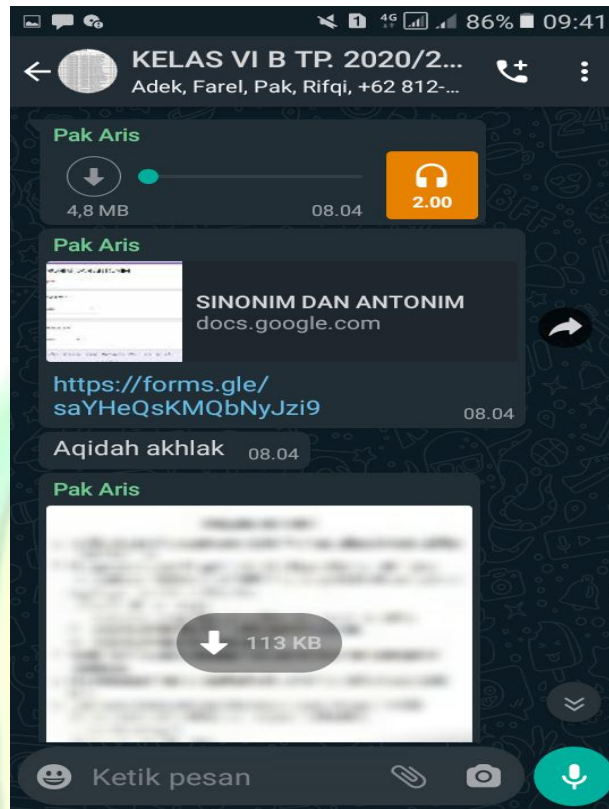 4G 86% 09:41
KELAS VI B TP. 2020/2...
Adek, Farel, Pak, Rifqi, +62 812-...
Pak Aris
2.00
4,8 MB 08.04
Pak Aris
SINONIM DAN ANTONIM
docs.google.com
https://forms.gle/
saYHeQsKMQbNyJzi9 08.04
Aqidah akhlak 08.04
Pak Aris
113 KB
Ketik pesan